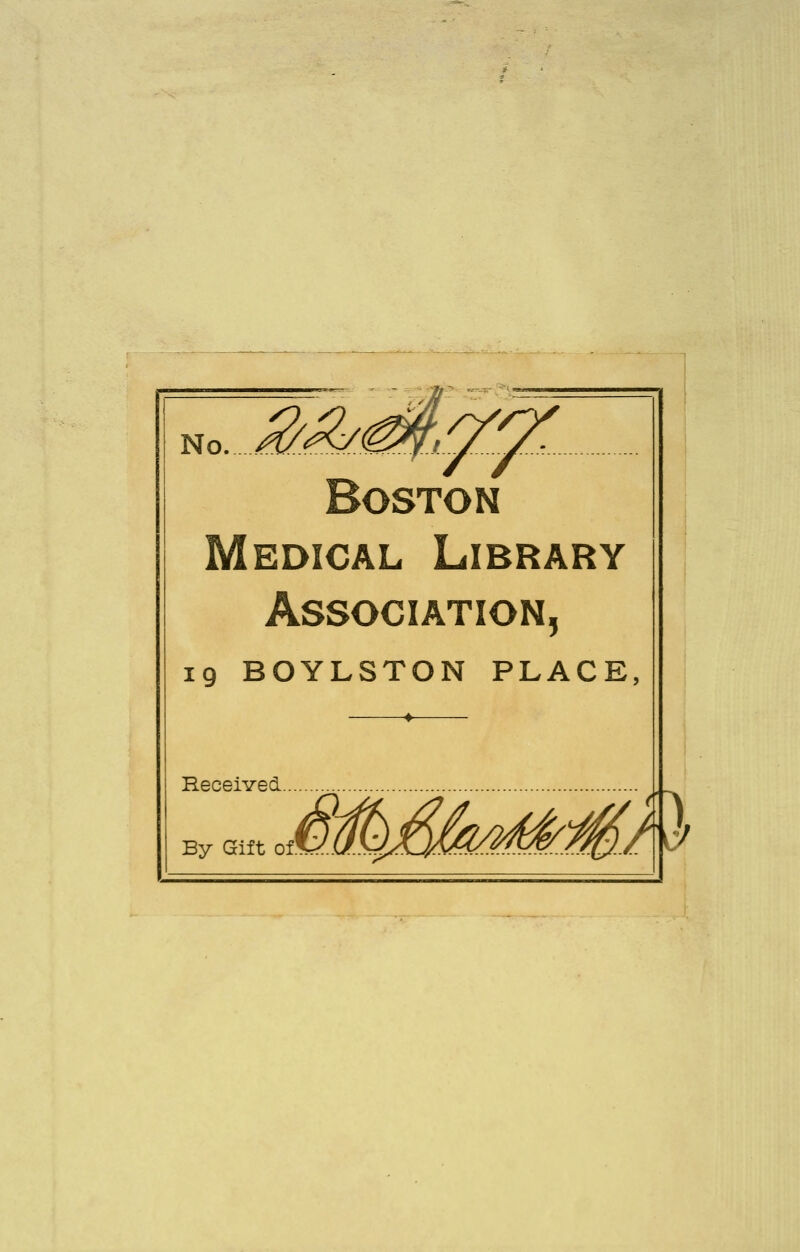 No.
BOSTON
MEDICAL LIBRARY
ASSOCIATION,
19 BOYLSTON PLACE,
Received
By Gift of